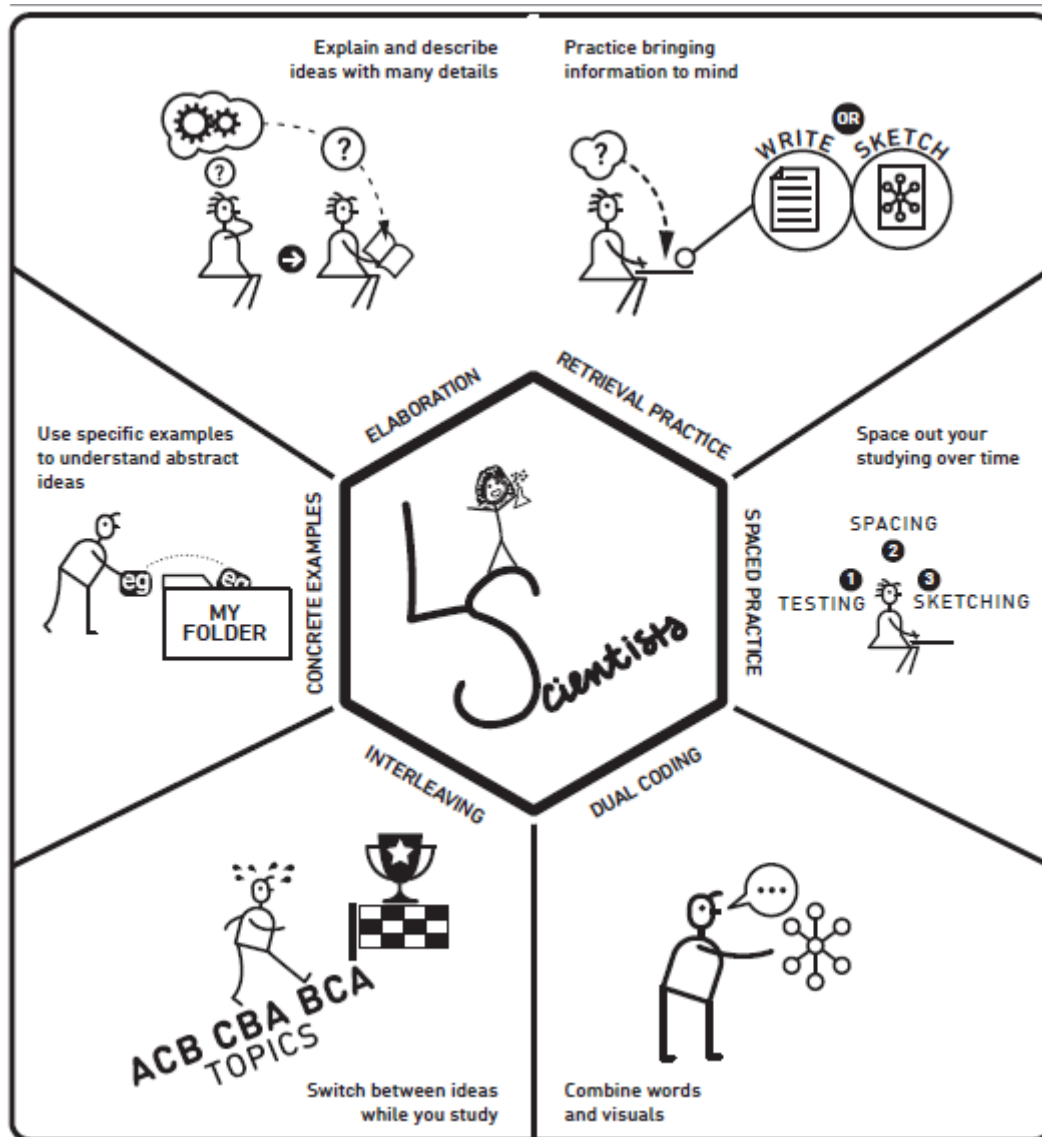 Explain and describe
ideas with many details
?
?
ELABORATION
Practice bringing
information to mind
?
OR
WRITE
SKETCH
RETRIEVAL PRACTICE
Space out your
studying over time
SPACING
2
1
3
TESTING
SKETCHING
SPACED PRACTICE
DUAL CODING
Combine words
and visuals
INTERLEAVING
ACB CBA BCA
TOPICS
Switch between ideas
while you study
CONCRETE EXAMPLES
Use specific examples
to understand abstract
ideas
eg
MY
FOLDER
L
Scientists